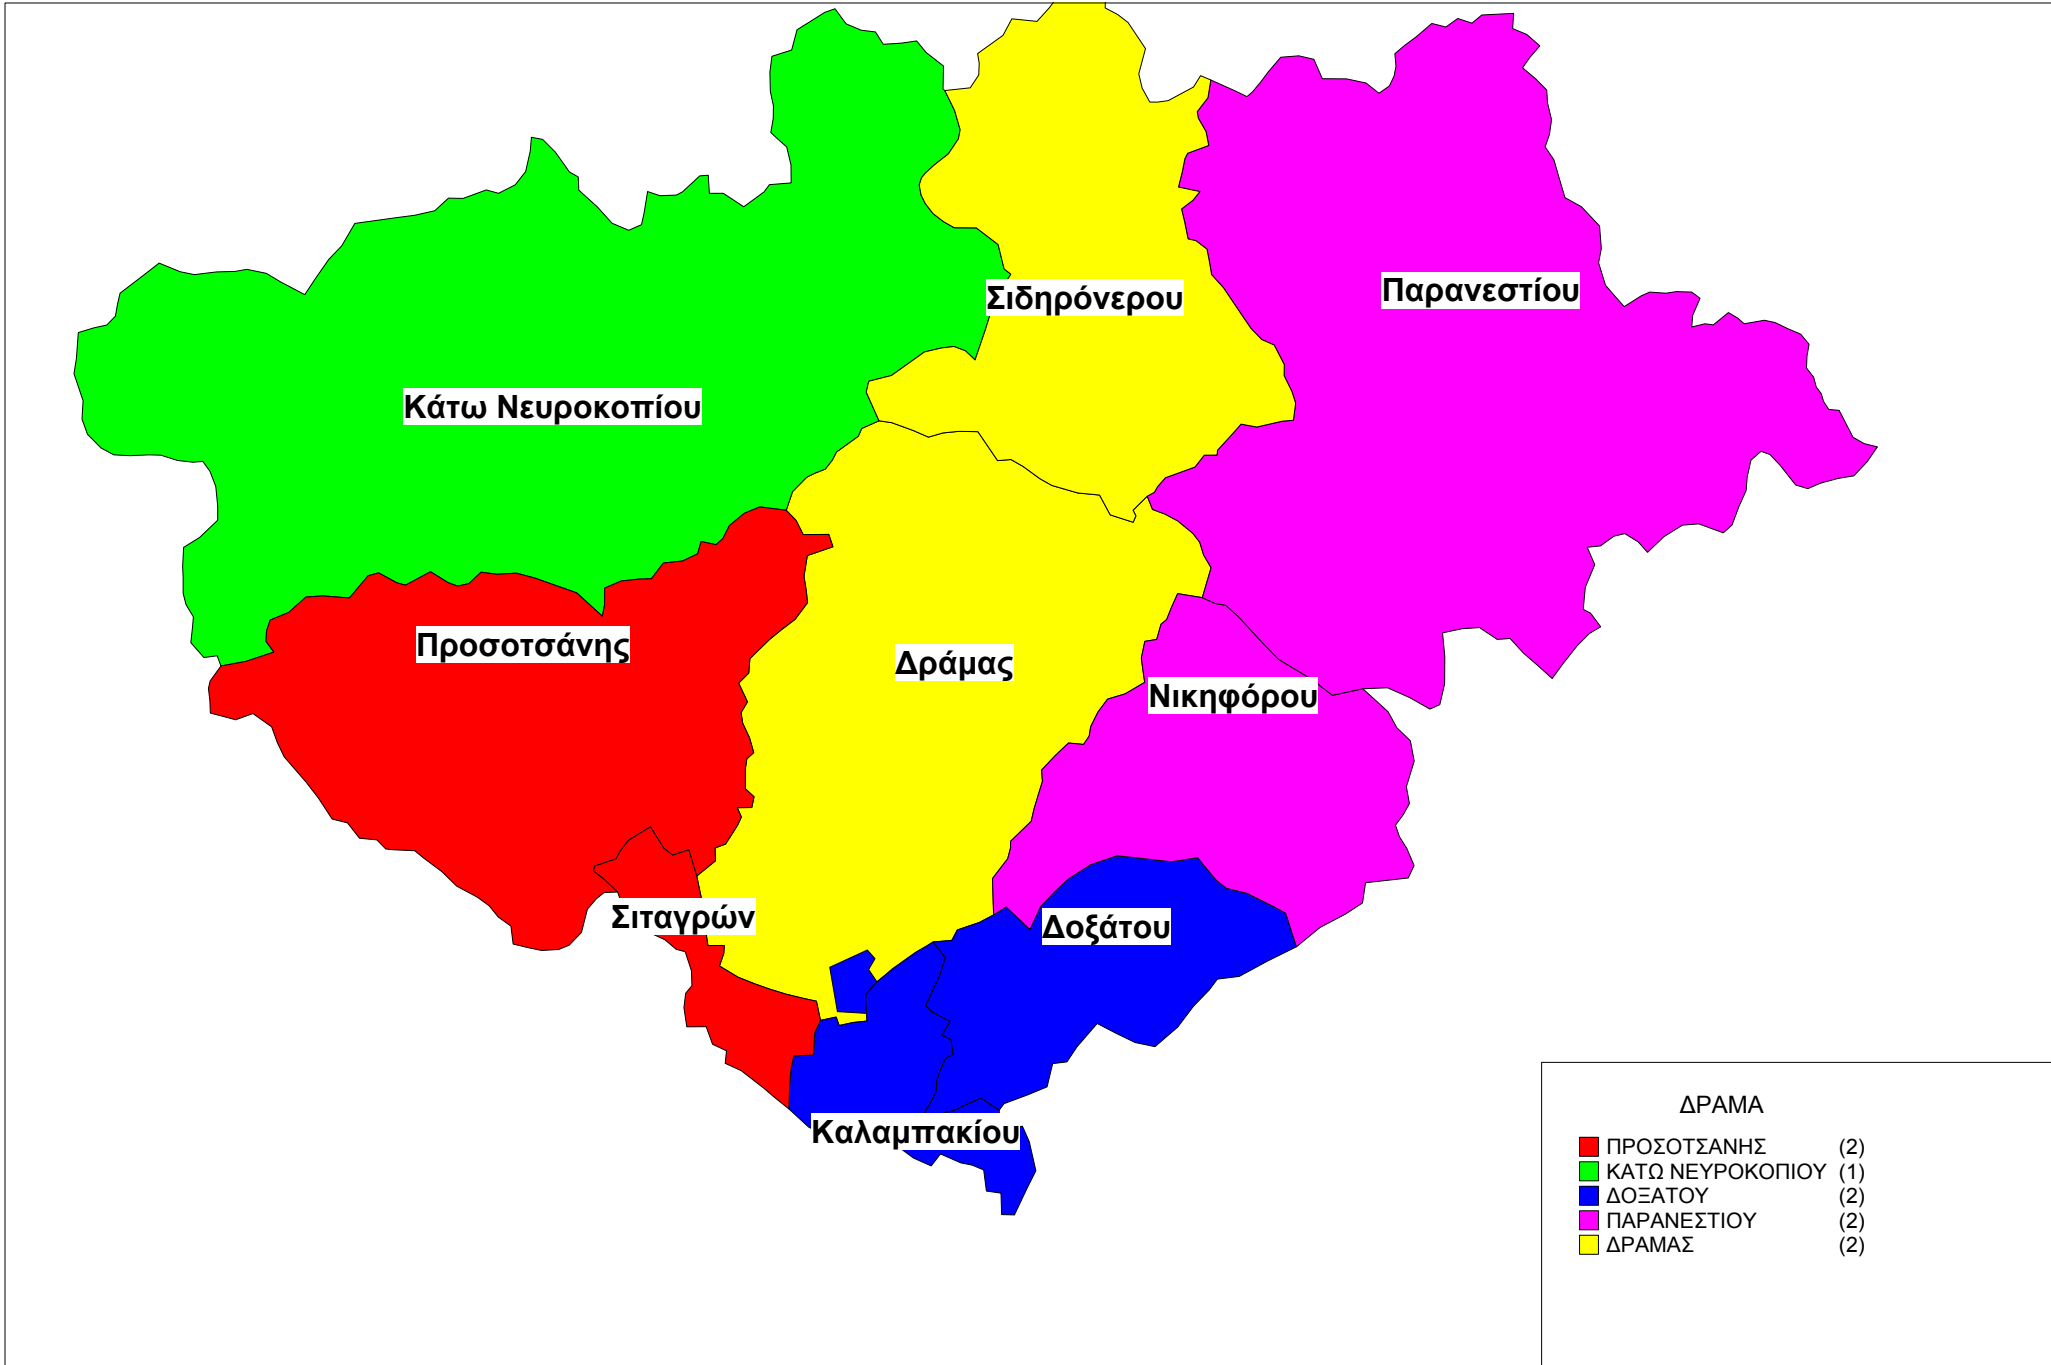 Σιδηρόνερου
Παρανεστίου
Κάτω Νευροκοπίου
Προσοτσάνης
Δράμας
Νικηφόρου
Σιταγρών
Δοξάτου
Καλαμπακίου
ΔΡΑΜΑ
ΠΡΟΣΟΤΣΑΝΗΣ (2)
ΚΑΤΩ ΝΕΥΡΟΚΟΠΙΟΥ (1)
ΔΟΞΑΤΟΥ (2)
ΠΑΡΑΝΕΣΤΙΟΥ (2)
ΔΡΑΜΑΣ (2)